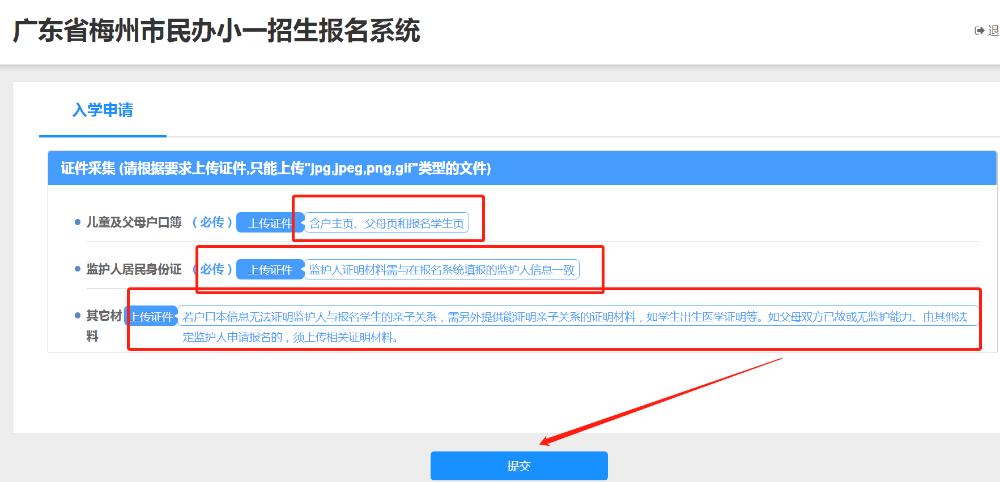 广东省梅州市民办小一招生报名系统
退
入学申请
证件采集 (请根据要求上传证件,只能上传"jpg,jpeg,png,gif"类型的文件)
儿童及父母户口簿 （必传） 上传证件 含户主页、父母页和报名学生页
监护人居民身份证 （必传） 上传证件 监护人证明材料需与在报名系统填报的监护人信息一致
其它材料 上传证件 若户口本信息无法证明监护人与报名学生的亲子关系，需另外提供能证明亲子关系的证明材料，如学生出生医学证明等。如父母双方已故或无监护能力、由其他法
定监护人申请报名的，须上传相关证明材料。
提交